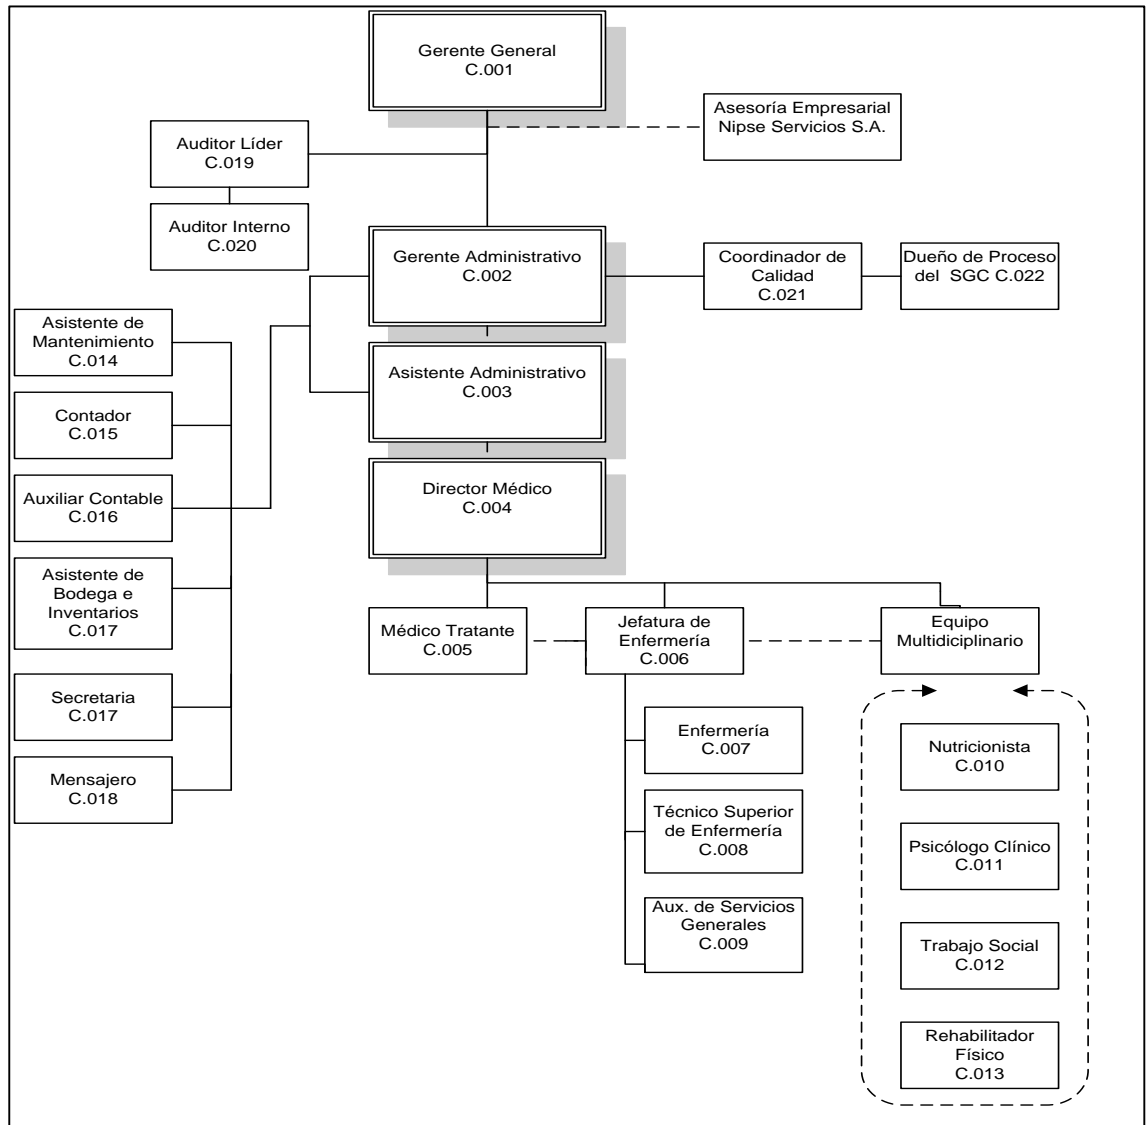 Gerente General
C.001
Asesoría Empresarial
Nipse Servicios S.A.
Auditor Líder
C.019
Auditor Interno
C.020
Gerente Administrativo
C.002
Coordinador de
Calidad
C.021
Dueño de Proceso
del SGC C.022
Asistente de
Mantenimiento
C.014
Contador
C.015
Auxiliar Contable
C.016
Asistente de
Bodega e
Inventarios
C.017
Secretaria
C.017
Mensajero
C.018
Asistente Administrativo
C.003
Director Médico
C.004
Médico Tratante
C.005
Jefatura de
Enfermería
C.006
Equipo
Multidiciplinario
Enfermería
C.007
Técnico Superior
de Enfermería
C.008
Aux. de Servicios
Generales
C.009
Nutricionista
C.010
Psicólogo Clínico
C.011
Trabajo Social
C.012
Rehabilitador
Físico
C.013